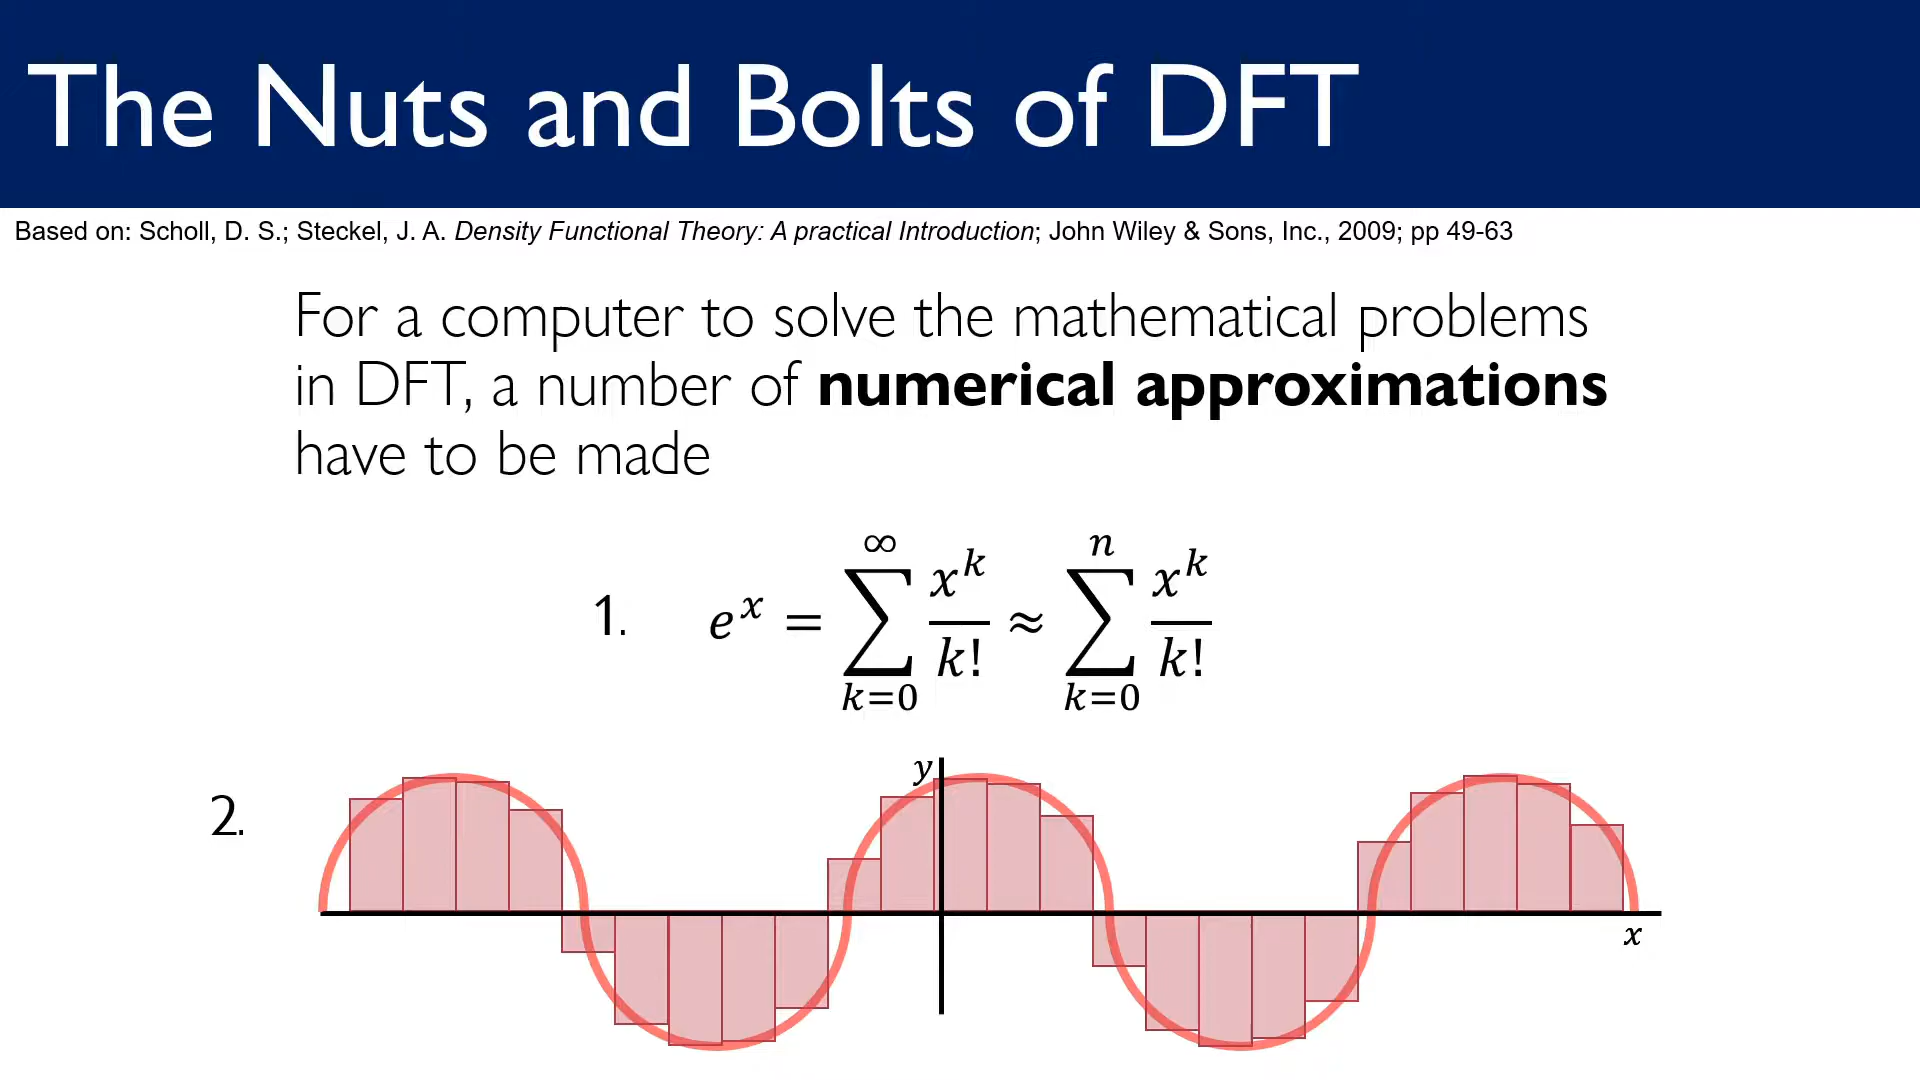 The Nuts and Bolts of DFT
Based on: Scholl, D. S.; Steckel, J. A. Density Functional Theory: A practical Introduction; John Wiley & Sons, Inc., 2009; pp 49-63
For a computer to solve the mathematical problems
in DFT, a number of numerical approximations
have to be made
1. e^x = ∑_{k=0}^{∞} x^k/k! ≈ ∑_{k=0}^{n} x^k/k!
y
2.
x